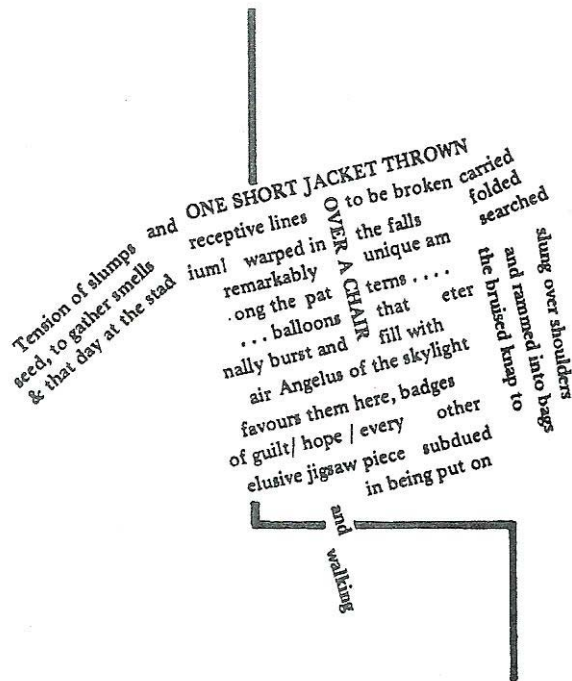 ONE SHORT JACKET THROWN
OVER A CHAIR
Tension of slumps and receptive lines to be broken carried
seed, to gather smells
& that day at the stad ium! warped in the falls folded
remarkably unique am searched
.ong the pat terns ....
... balloons that eter
nally burst and fill with
air Angelus of the skylight
favours them here, badges
of guilt/ hope / every other
elusive jigsaw piece subdued
in being put on
slung over shoulders
and rammed into bags
the bruised knap to
and walking